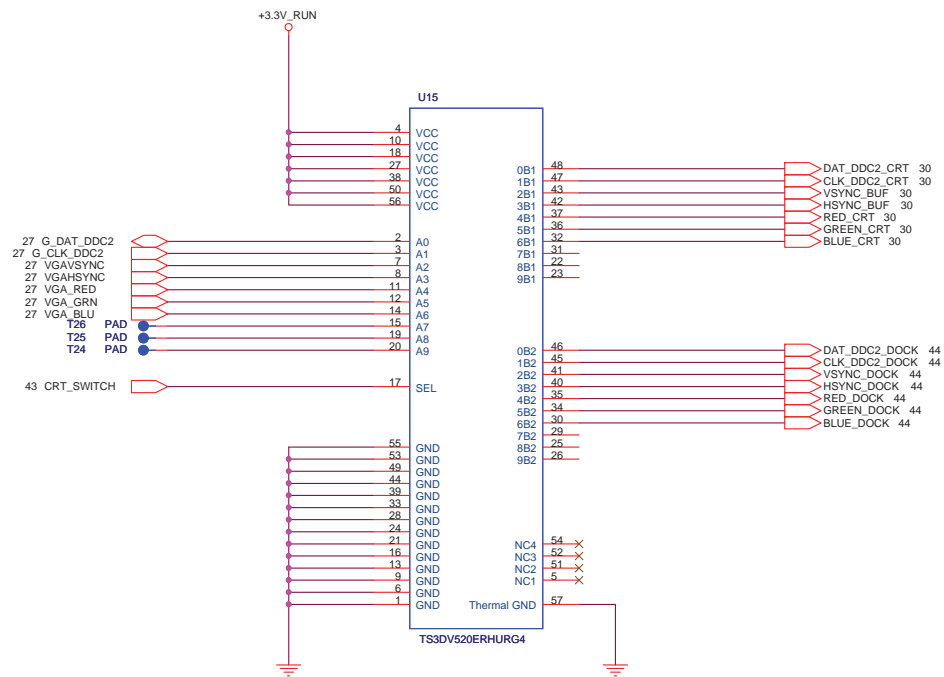 +3.3V_RUN
U15
4 VCC
10 VCC
18 VCC
27 VCC
38 VCC
50 VCC
56 VCC
0B1 48 DAT_DDC2_CRT 30
1B1 47 CLK_DDC2_CRT 30
2B1 43 VSYNC_BUF 30
3B1 42 HSYNC_BUF 30
4B1 37 RED_CRT 30
5B1 36 GREEN_CRT 30
6B1 32 BLUE_CRT 30
7B1 31
8B1 22
9B1 23
27 G_DAT_DDC2 2 A0
27 G_CLK_DDC2 3 A1
27 VGAVSYNC 7 A2
27 VGAHSYNC 8 A3
27 VGA_RED 11 A4
27 VGA_GRN 12 A5
27 VGA_BLU 14 A6
T26 PAD 15 A7
T25 PAD 19 A8
T24 PAD 20 A9
0B2 46 DAT_DDC2_DOCK 44
1B2 45 CLK_DDC2_DOCK 44
2B2 41 VSYNC_DOCK 44
3B2 40 HSYNC_DOCK 44
4B2 35 RED_DOCK 44
5B2 34 GREEN_DOCK 44
6B2 30 BLUE_DOCK 44
7B2 29
8B2 25
9B2 26
43 CRT_SWITCH 17 SEL
55 GND
53 GND
49 GND
44 GND
39 GND
33 GND
28 GND
24 GND
21 GND
16 GND
13 GND
9 GND
6 GND
1 GND
NC4 54
NC3 52
NC2 51
NC1 5
Thermal GND 57
TS3DV520ERHURG4